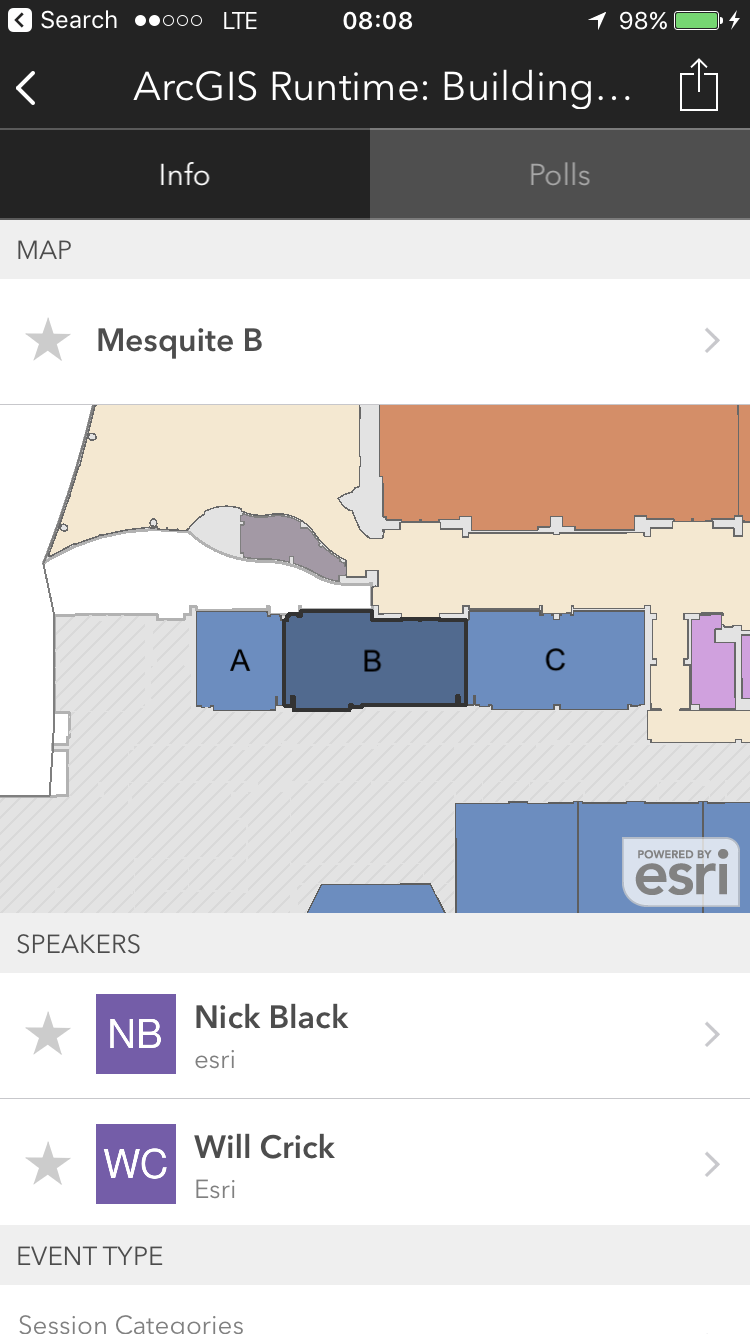 Search LTE 08:08 98%
ArcGIS Runtime: Building...
Info Polls
MAP
Mesquite B
A B C
POWERED BY
esri
SPEAKERS
NB Nick Black
esri
WC Will Crick
Esri
EVENT TYPE
Session Categories